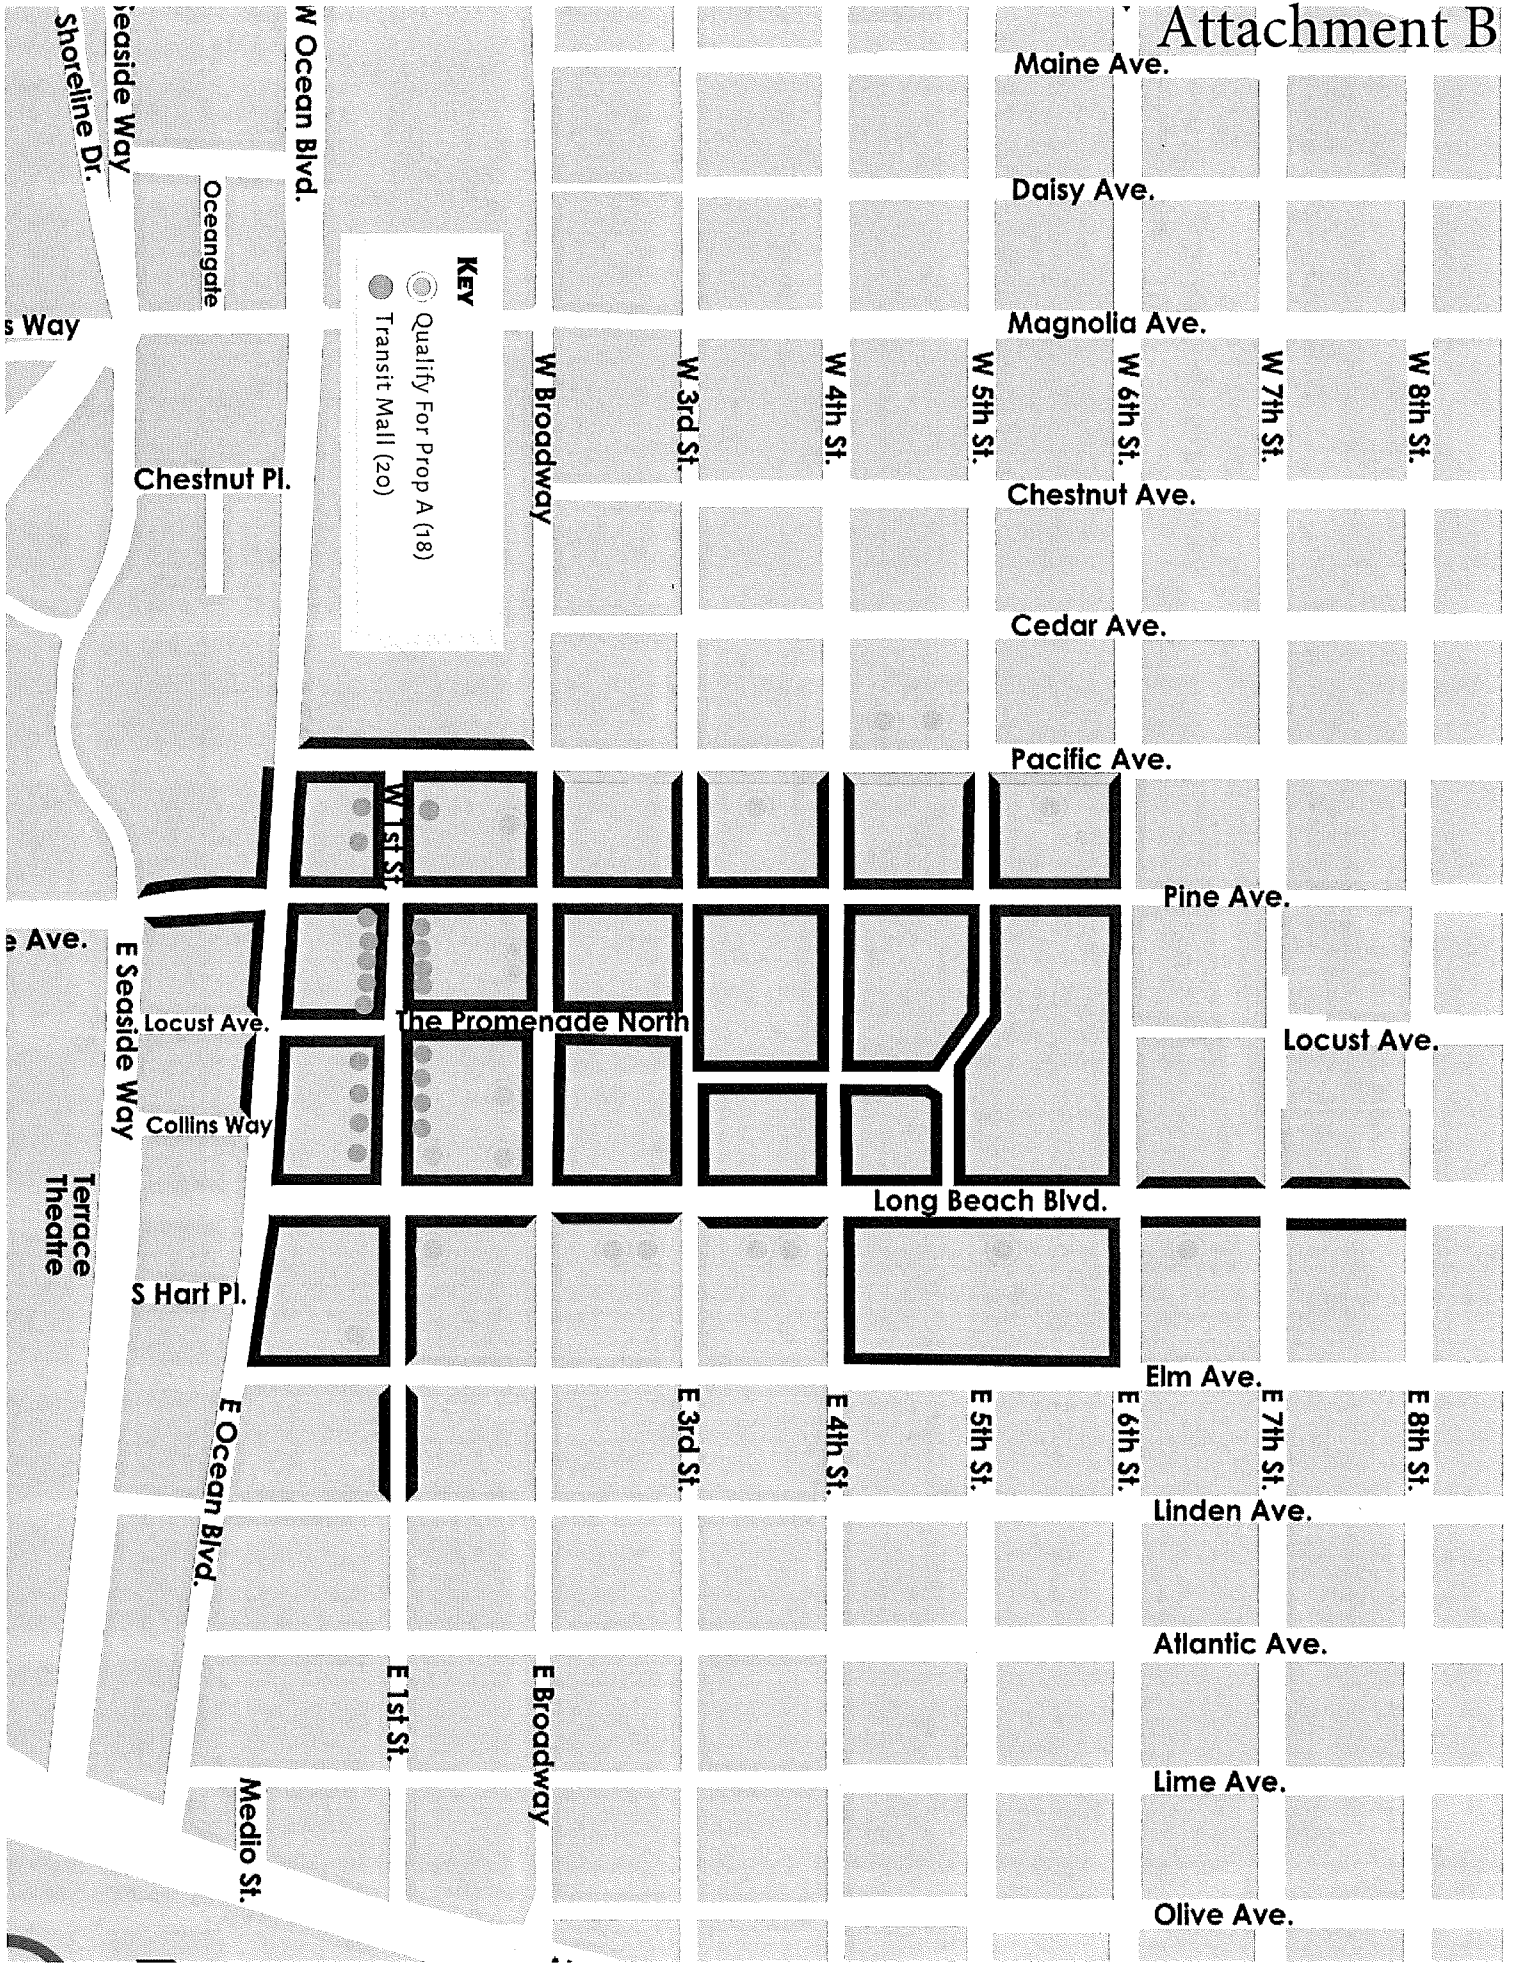 Attachment B
Shoreline Dr.
W Ocean Blvd.
Maine Ave.
Daisy Ave.
Oceangate
KEY
Qualify For Prop A (18)
Transit Mall (20)
s Way
Magnolia Ave.
W Broadway
W 3rd St.
W 4th St.
W 5th St.
W 6th St.
W 7th St.
W 8th St.
Chestnut Pl.
Chestnut Ave.
Cedar Ave.
Pacific Ave.
W 1st St.
Pine Ave.
e Ave.
E Seaside Way
Locust Ave.
The Promenade North
Locust Ave.
Collins Way
Terrace
Theatre
Long Beach Blvd.
S Hart Pl.
Elm Ave.
E Ocean Blvd.
E 3rd St.
E 4th St.
E 5th St.
E 6th St.
E 7th St.
E 8th St.
Linden Ave.
Atlantic Ave.
E 1st St.
E Broadway
Lime Ave.
Medio St.
Olive Ave.
Seaside Way